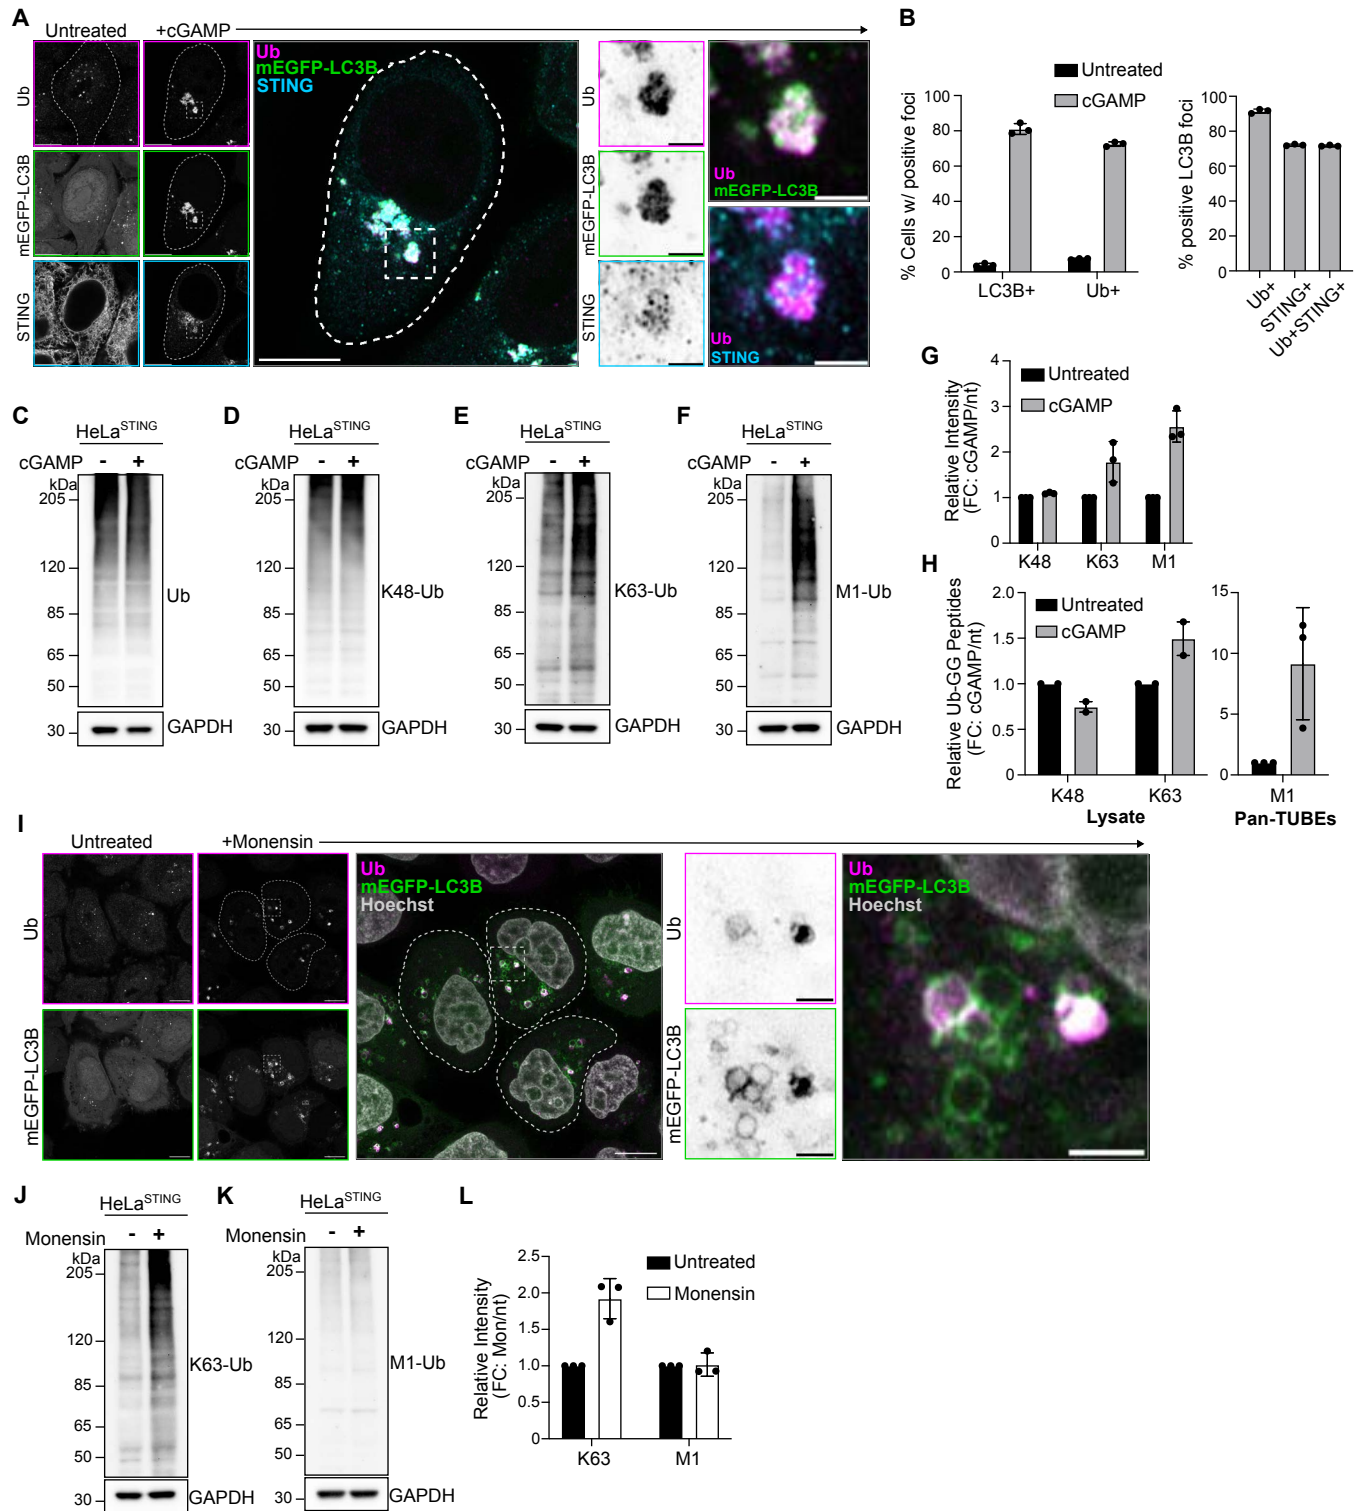 A
Untreated
+cGAMP
Ub
mEGFP-LC3B
STING
Ub
mEGFP-LC3B
STING
Ub
mEGFP-LC3B
STING
Ub
mEGFP-LC3B
Ub
STING
B
Untreated
cGAMP
% Cells w/ positive foci
100
80
60
40
20
0
LC3B+
Ub+
% positive LC3B foci
100
80
60
40
20
0
Ub+
STING+
Ub+STING+
C
HeLaSTING
cGAMP - +
kDa
205
120
85
65
50
30
Ub
GAPDH
D
HeLaSTING
cGAMP - +
kDa
205
120
85
65
50
30
K48-Ub
GAPDH
E
HeLaSTING
cGAMP - +
kDa
205
120
85
65
50
30
K63-Ub
GAPDH
F
HeLaSTING
cGAMP - +
kDa
205
120
85
65
50
30
M1-Ub
GAPDH
G
Untreated
cGAMP
Relative Intensity
(FC: cGAMP/nt)
4
3
2
1
0
K48
K63
M1
H
Untreated
cGAMP
Relative Ub-GG Peptides
(FC: cGAMP/nt)
2.0
1.5
1.0
0.5
0
K48
K63
Lysate
15
10
5
0
M1
Pan-TUBEs
I
Untreated
+Monensin
Ub
mEGFP-LC3B
Ub
mEGFP-LC3B
Hoechst
Ub
mEGFP-LC3B
Ub
mEGFP-LC3B
Hoechst
J
HeLaSTING
Monensin - +
kDa
205
120
85
65
50
30
K63-Ub
GAPDH
K
HeLaSTING
Monensin - +
kDa
205
120
85
65
50
30
M1-Ub
GAPDH
L
Untreated
Monensin
Relative Intensity
(FC: Mon/nt)
2.5
2.0
1.5
1.0
0.5
0
K63
M1